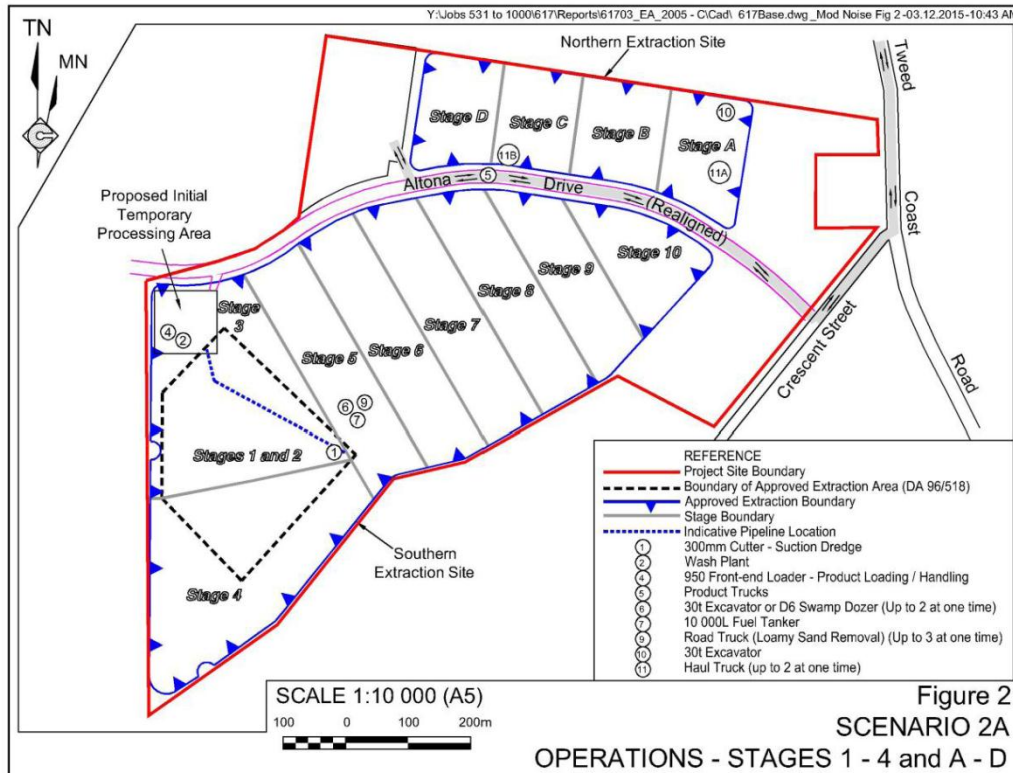 Y:\Jobs 531 to 1000\617\Reports\61703_EA_2005 - C\Cad\ 617Base.dwg_Mod Noise Fig 2 -03.12.2015-10:43 AM
TN
MN
Northern Extraction Site
Tweed
Coast
Road
Stage D
Stage C
Stage B
Stage A
10
11B
11A
5
Altona
Drive
(Realigned)
Proposed Initial
Temporary
Processing Area
4
2
Stage
3
Stage 5
Stage 6
Stage 7
Stage 8
Stage 9
Stage 10
Crescent Street
6
9
7
1
Stages 1 and 2
Stage 4
Southern
Extraction Site
REFERENCE
Project Site Boundary
Boundary of Approved Extraction Area (DA 96/518)
Approved Extraction Boundary
Stage Boundary
Indicative Pipeline Location
1 300mm Cutter - Suction Dredge
2 Wash Plant
4 950 Front-end Loader - Product Loading / Handling
5 Product Trucks
6 30t Excavator or D6 Swamp Dozer (Up to 2 at one time)
7 10 000L Fuel Tanker
9 Road Truck (Loamy Sand Removal) (Up to 3 at one time)
10 30t Excavator
11 Haul Truck (up to 2 at one time)
SCALE 1:10 000 (A5)
100 0 100 200m
Figure 2
SCENARIO 2A
OPERATIONS - STAGES 1 - 4 and A - D